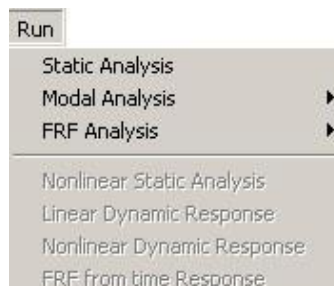 Run
Static Analysis
Modal Analysis
FRF Analysis
Nonlinear Static Analysis
Linear Dynamic Response
Nonlinear Dynamic Response
FRF from time Response